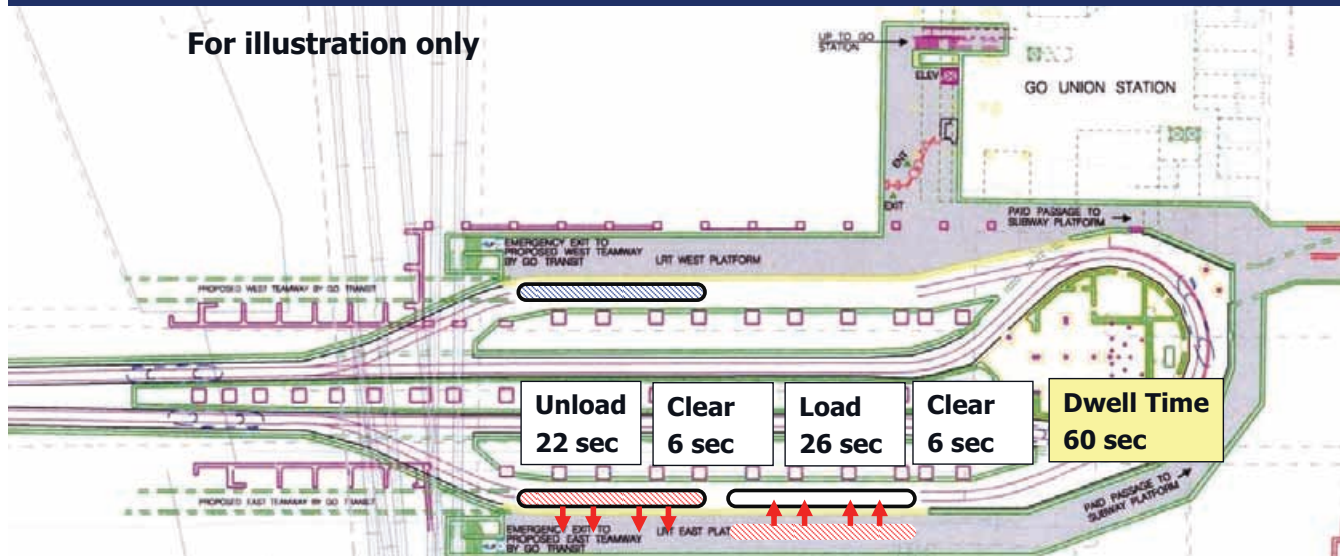 For illustration only
UP TO GO
STATION
ELEV
GO UNION STATION
ENT
EXIT
PAID PASSAGE TO
SUBWAY PLATFORM
EMERGENCY EXIT TO
PROPOSED WEST TEAMWAY
BY GO TRANSIT
LRT WEST PLATFORM
PROPOSED WEST TEAMWAY BY GO TRANSIT
Unload
22 sec
Clear
6 sec
Load
26 sec
Clear
6 sec
Dwell Time
60 sec
PROPOSED EAST TEAMWAY BY GO TRANSIT
EMERGENCY EXIT TO
PROPOSED EAST TEAMWAY
BY GO TRANSIT
LRT EAST PLAT
PAID PASSAGE TO
SUBWAY PLATFORM